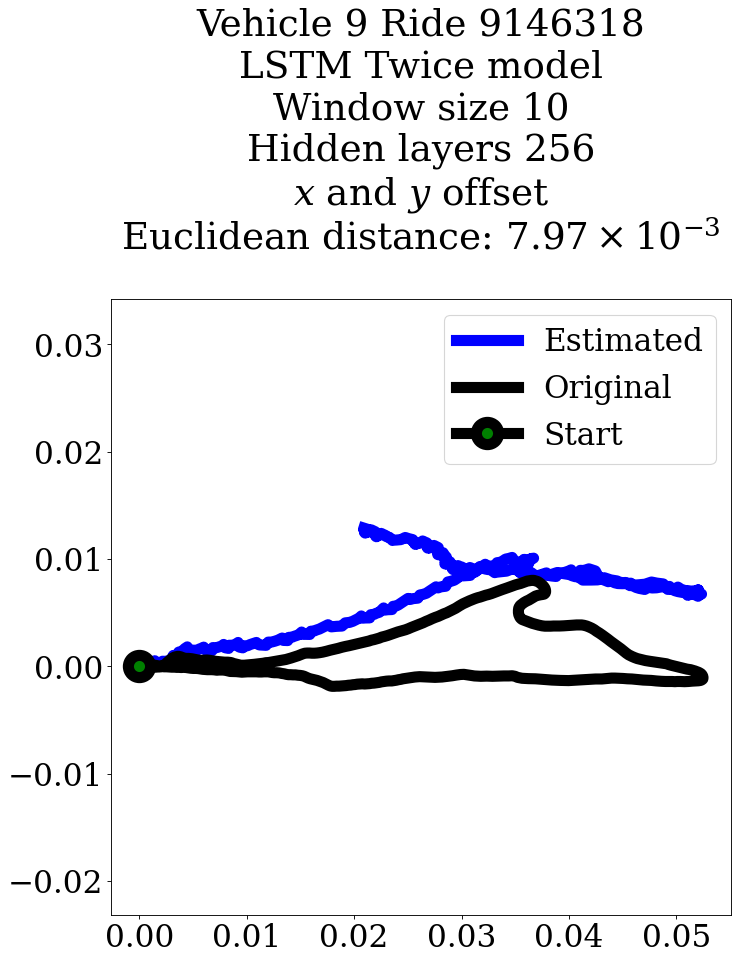 Vehicle 9 Ride 9146318
LSTM Twice model
Window size 10
Hidden layers 256
x and y offset
Euclidean distance: 7.97 × 10⁻³
Estimated
Original
Start
0.03
0.02
0.01
0.00
−0.01
−0.02
0.00 0.01 0.02 0.03 0.04 0.05